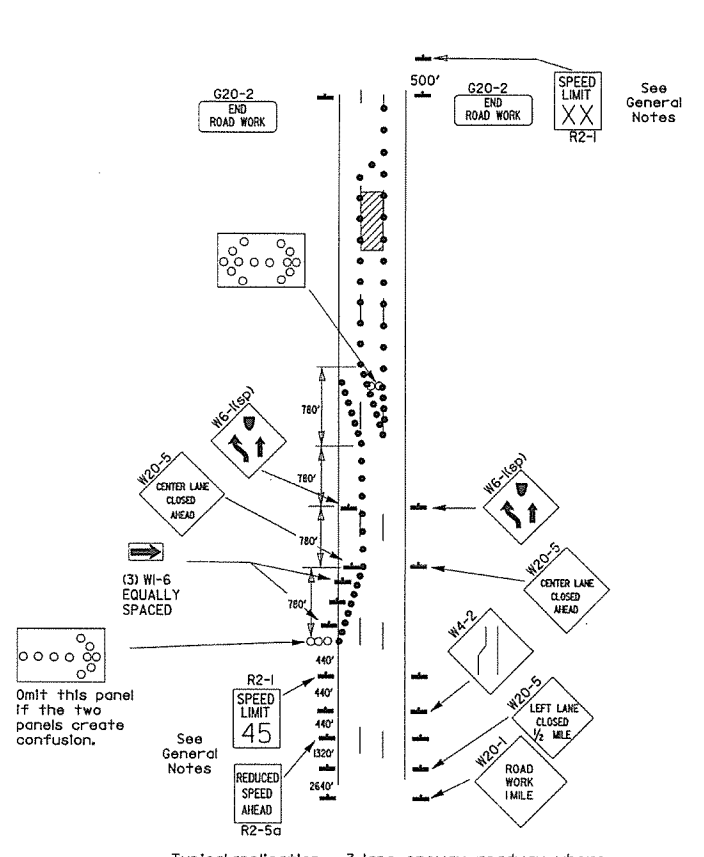 500'
G20-2
END
ROAD WORK
G20-2
END
ROAD WORK
SPEED
LIMIT
XX
R2-1
See
General
Notes
780'
W6-1(sp)
780'
W20-5
CENTER LANE
CLOSED
AHEAD
W6-1(sp)
780'
(3) W1-6
EQUALLY
SPACED
W20-5
CENTER LANE
CLOSED
AHEAD
780'
Omit this panel
if the two
panels create
confusion.
440'
R2-1
SPEED
LIMIT
45
440'
W4-2
440'
See
General
Notes
W20-5
LEFT LANE
CLOSED
1/2 MILE
1320'
REDUCED
SPEED
AHEAD
R2-5a
2640'
W20-1
ROAD
WORK
1 MILE